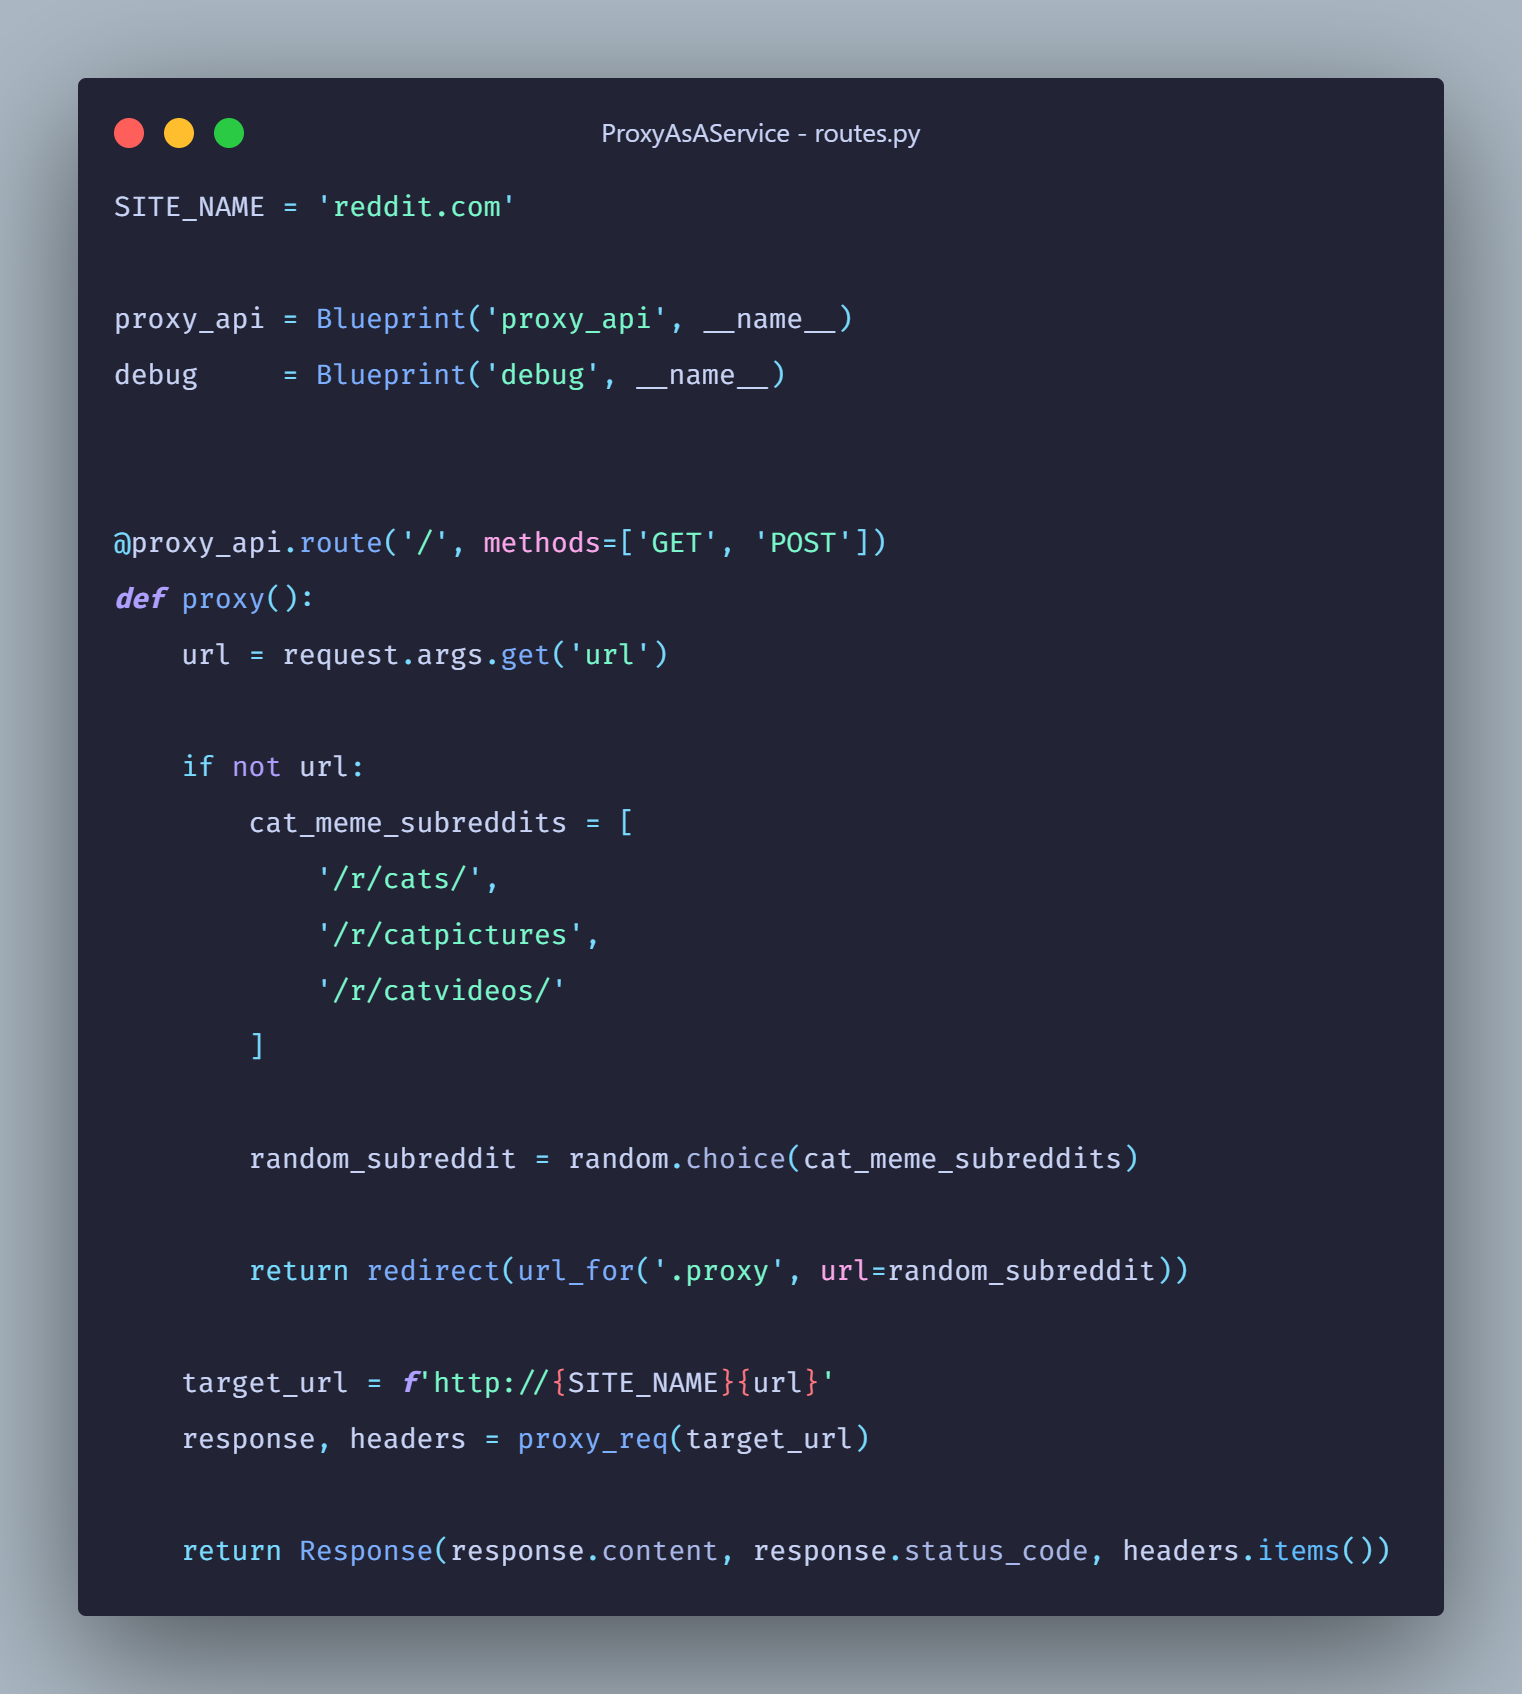 ProxyAsAService - routes.py
SITE_NAME = 'reddit.com'
proxy_api = Blueprint('proxy_api', __name__)
debug     = Blueprint('debug', __name__)
@proxy_api.route('/', methods=['GET', 'POST'])
def proxy():
    url = request.args.get('url')
    if not url:
        cat_meme_subreddits = [
            '/r/cats/',
            '/r/catpictures',
            '/r/catvideos/'
        ]
        random_subreddit = random.choice(cat_meme_subreddits)
        return redirect(url_for('.proxy', url=random_subreddit))
    target_url = f'http://{SITE_NAME}{url}'
    response, headers = proxy_req(target_url)
    return Response(response.content, response.status_code, headers.items())